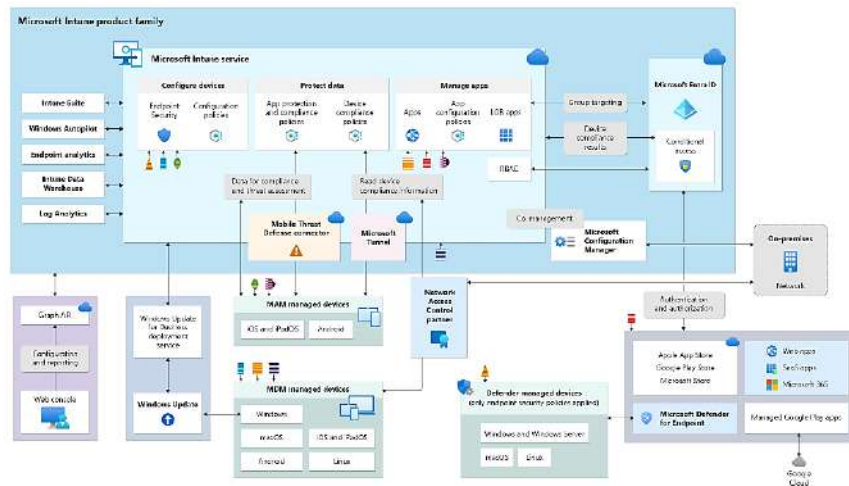 Microsoft Intune product family
Microsoft Intune service
Configure devices
Endpoint
Security
Configuration
policies
Protect data
App protection
and compliance
policies
Device
compliance
policies
Manage apps
Apps
App
configuration
policies
LOB apps
RBAC
Intune Suite
Windows Autopilot
Endpoint analytics
Intune Data
Warehouse
Log Analytics
Group targeting
Device
compliance
results
Microsoft Entra ID
Conditional
access
Data for compliance
and threat assessment
Read device
compliance information
Mobile Threat
Defense connector
Microsoft
Tunnel
Co-management
Microsoft
Configuration
Manager
On-premises
Network
Graph API
Configuration
and reporting
Web console
Windows Update
for Business
deployment
service
Windows Update
MAM managed devices
iOS and iPadOS
Android
Network
Access
Control
partner
Authentication
and authorization
MDM managed devices
Windows
macOS
iOS and iPadOS
Android
Linux
Defender managed devices
(only endpoint security policies applied)
Windows and Windows Server
macOS
Linux
Apple App Store
Google Play Store
Microsoft Store
Web apps
SaaS apps
Microsoft 365
Microsoft Defender
for Endpoint
Managed Google Play apps
Google
Cloud